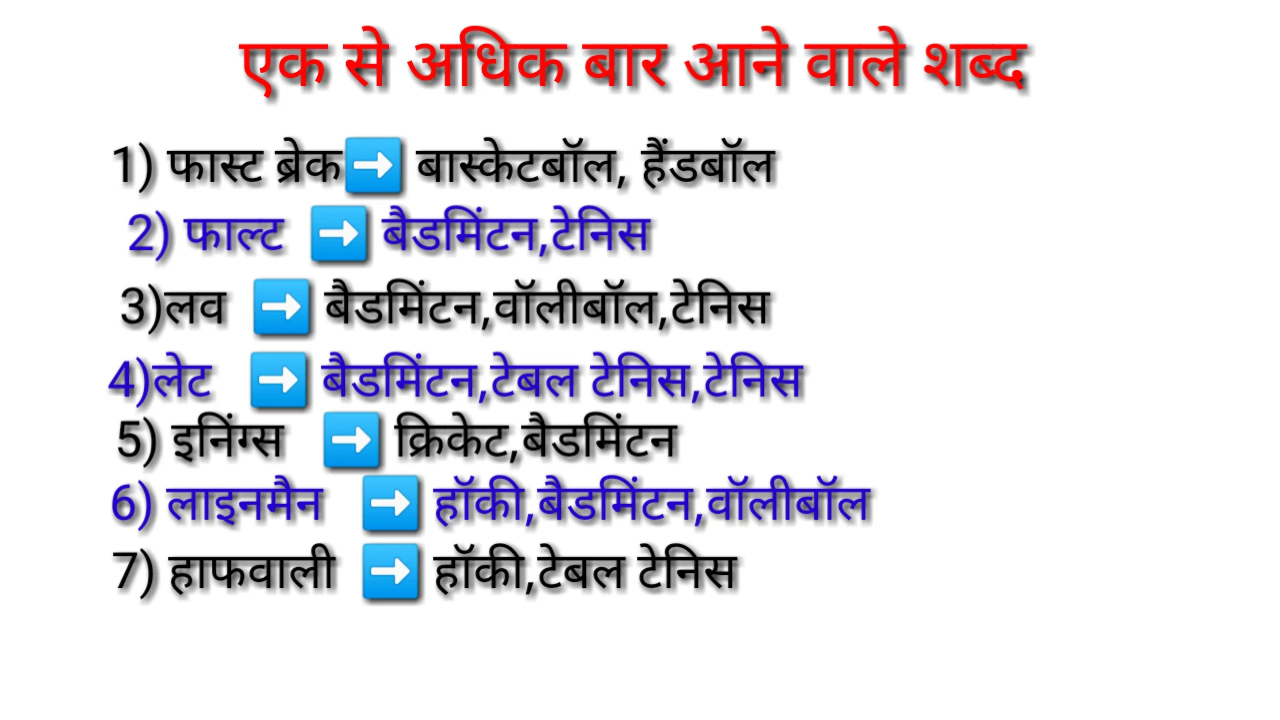 एक से अधिक बार आने वाले शब्द
1) फास्ट ब्रेक➡️ बास्केटबॉल, हैंडबॉल
2) फाल्ट ➡️ बैडमिंटन,टेनिस
3)लव ➡️ बैडमिंटन,वॉलीबॉल,टेनिस
4)लेट ➡️ बैडमिंटन,टेबल टेनिस,टेनिस
5) इनिंग्स ➡️ क्रिकेट,बैडमिंटन
6) लाइनमैन ➡️ हॉकी,बैडमिंटन,वॉलीबॉल
7) हाफवाली ➡️ हॉकी,टेबल टेनिस